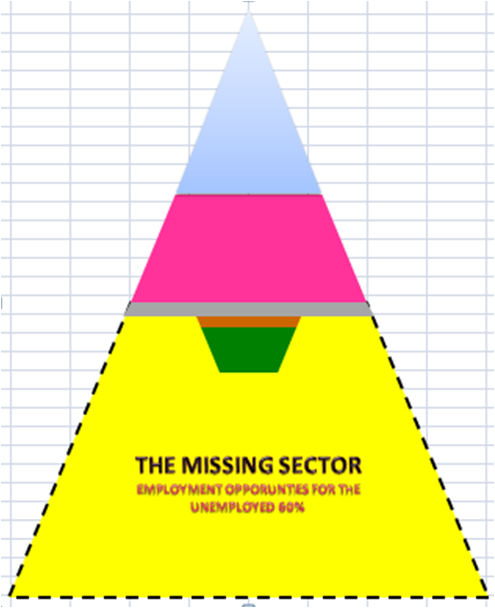 THE MISSING SECTOR
EMPLOYMENT OPPORUNTIES FOR THE
UNEMPLOYED 60%